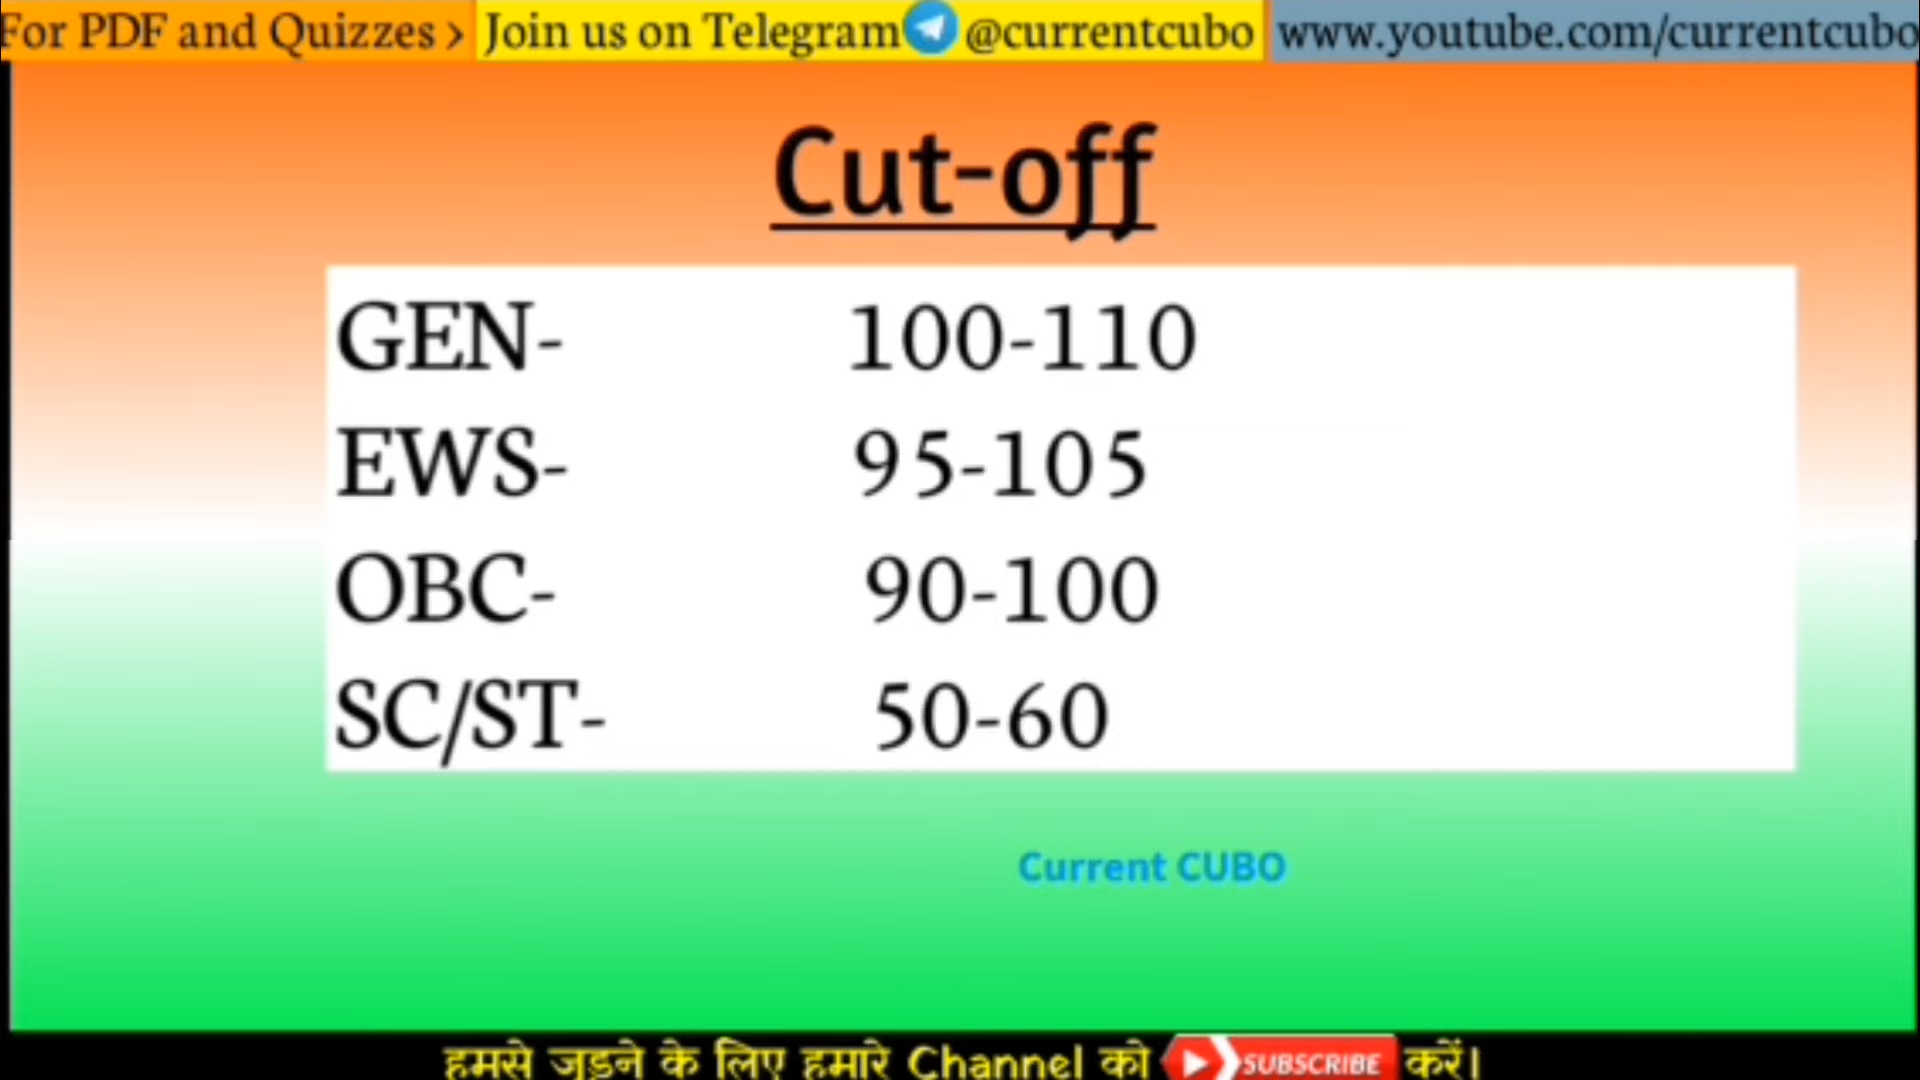 For PDF and Quizzes > Join us on Telegram @currentcubo www.youtube.com/currentcubo
Cut-off
GEN- 100-110
EWS- 95-105
OBC- 90-100
SC/ST- 50-60
Current CUBO
हमसे जुड़ने के लिए हमारे Channel को SUBSCRIBE करें।